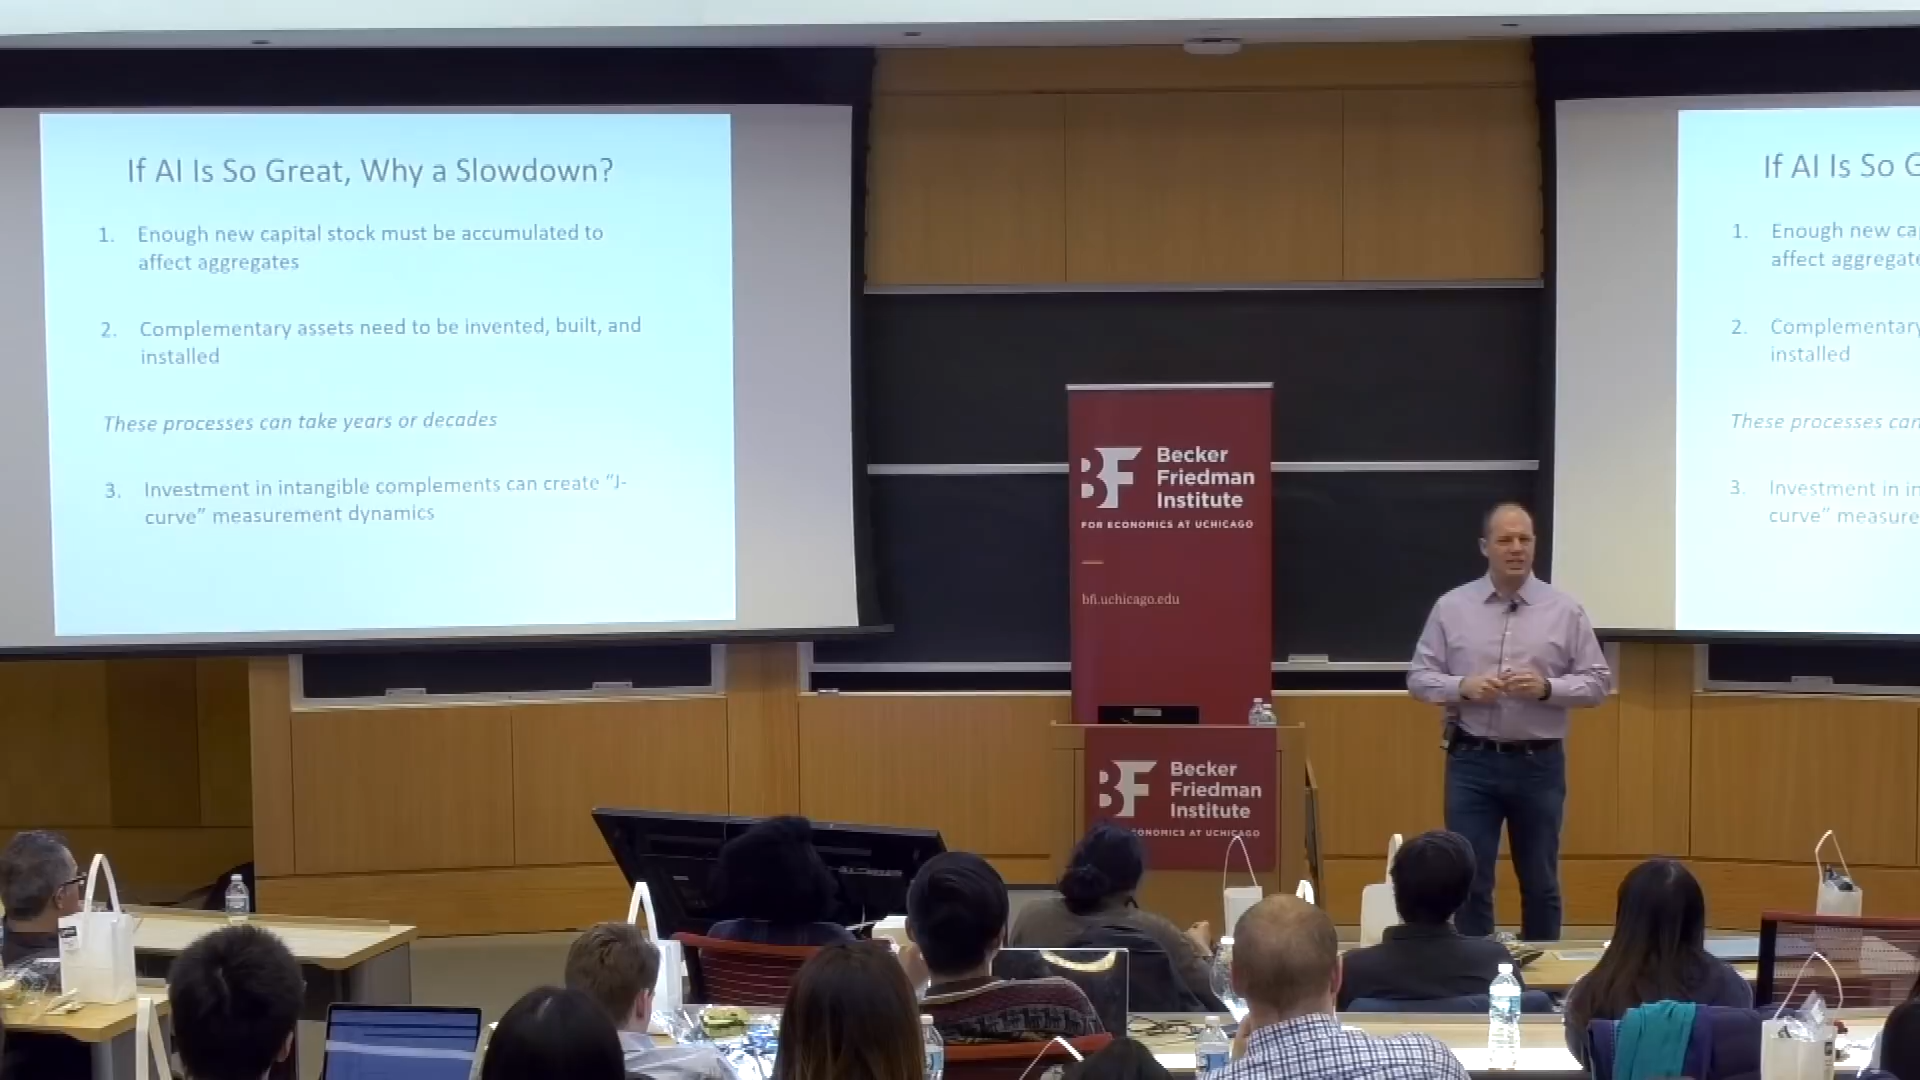 If AI Is So Great, Why a Slowdown?
1. Enough new capital stock must be accumulated to
affect aggregates
2. Complementary assets need to be invented, built, and
installed
These processes can take years or decades
3. Investment in intangible complements can create “J-
curve” measurement dynamics
BF
Becker
Friedman
Institute
FOR ECONOMICS AT UCHICAGO
bfi.uchicago.edu
BF
Becker
Friedman
Institute
ECONOMICS AT UCHICAGO
If AI Is So G
1. Enough new cap
affect aggregate
2. Complementary
installed
These processes can
3. Investment in in
curve” measure